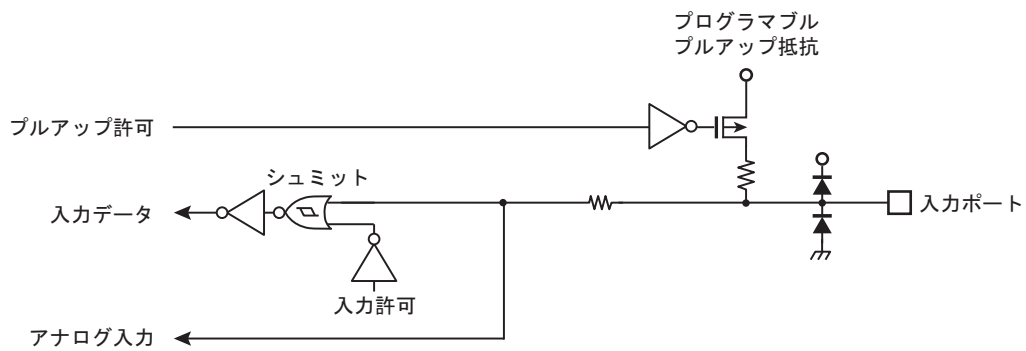 プログラマブル
プルアップ抵抗
プルアップ許可
シュミット
入力データ
入力ポート
入力許可
アナログ入力